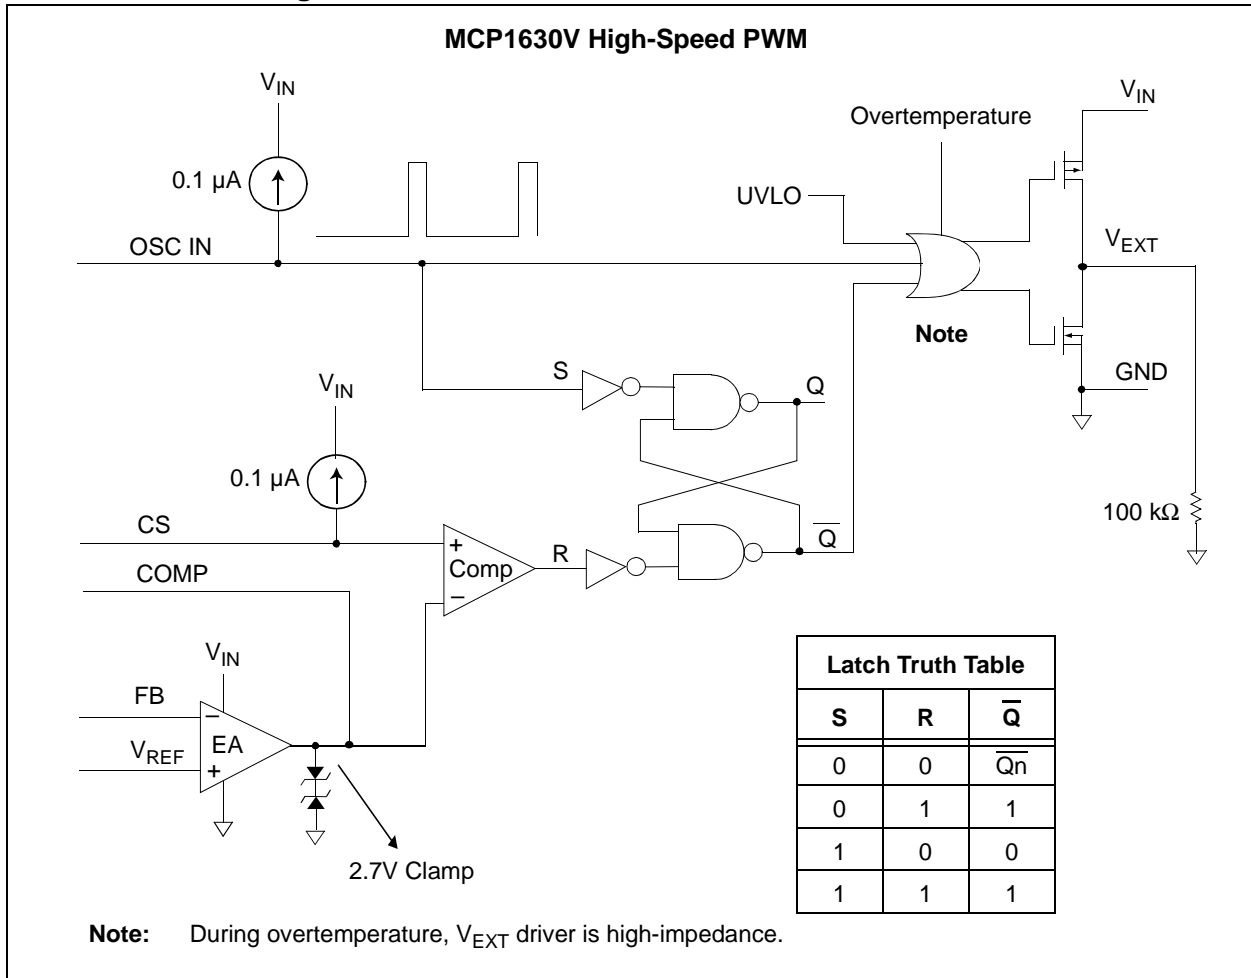 MCP1630V High-Speed PWM
VIN
0.1 µA
OSC IN
Overtemperature
VIN
UVLO
VEXT
Note
GND
100 kΩ
S
Q
VIN
0.1 µA
CS
COMP
+
Comp
−
R
Q̅
VIN
FB
−
EA
VREF
+
2.7V Clamp
Latch Truth Table
S R Q̅
0 0 Q̅n̅
0 1 1
1 0 0
1 1 1
Note: During overtemperature, VEXT driver is high-impedance.